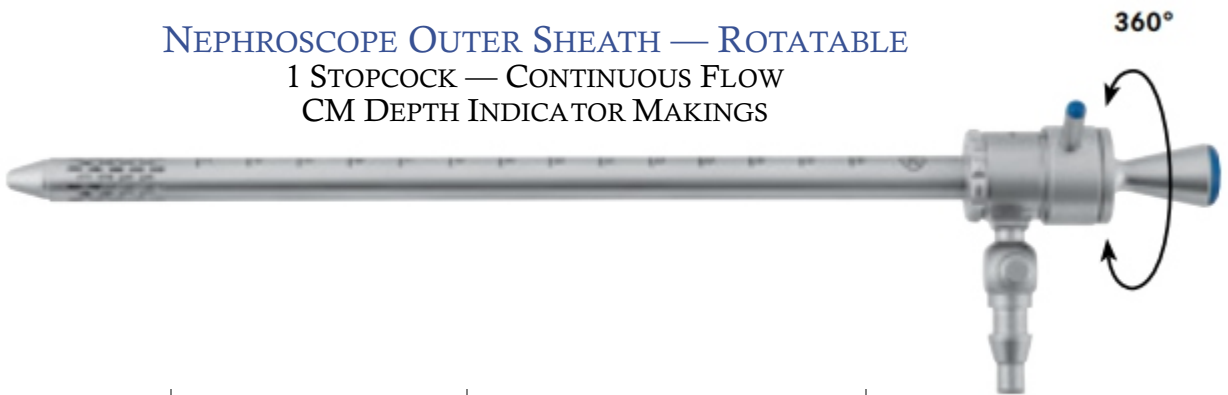 NEPHROSCOPE OUTER SHEATH — ROTATABLE
1 STOPCOCK — CONTINUOUS FLOW
CM DEPTH INDICATOR MAKINGS
360°